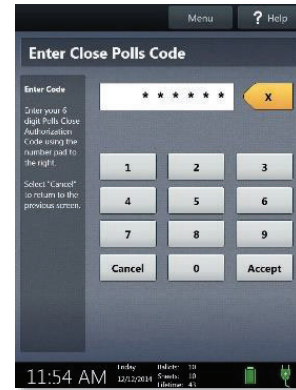 Menu
? Help
Enter Close Polls Code
Enter Code
Enter your 6
digit Polls Close
Authorization
Code using the
number pad to
the right.
Select "Cancel"
to return to the
previous screen.
* * * * * *
X
1 2 3
4 5 6
7 8 9
Cancel 0 Accept
11:54 AM
Friday
12/12/2014
Ballots: 10
Sheets: 10
Lifetime: 43